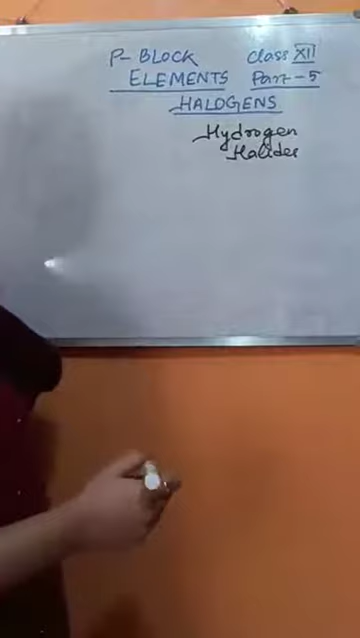 P- BLOCK Class XII
ELEMENTS Part - 5
HALOGENS
Hydrogen
Halides